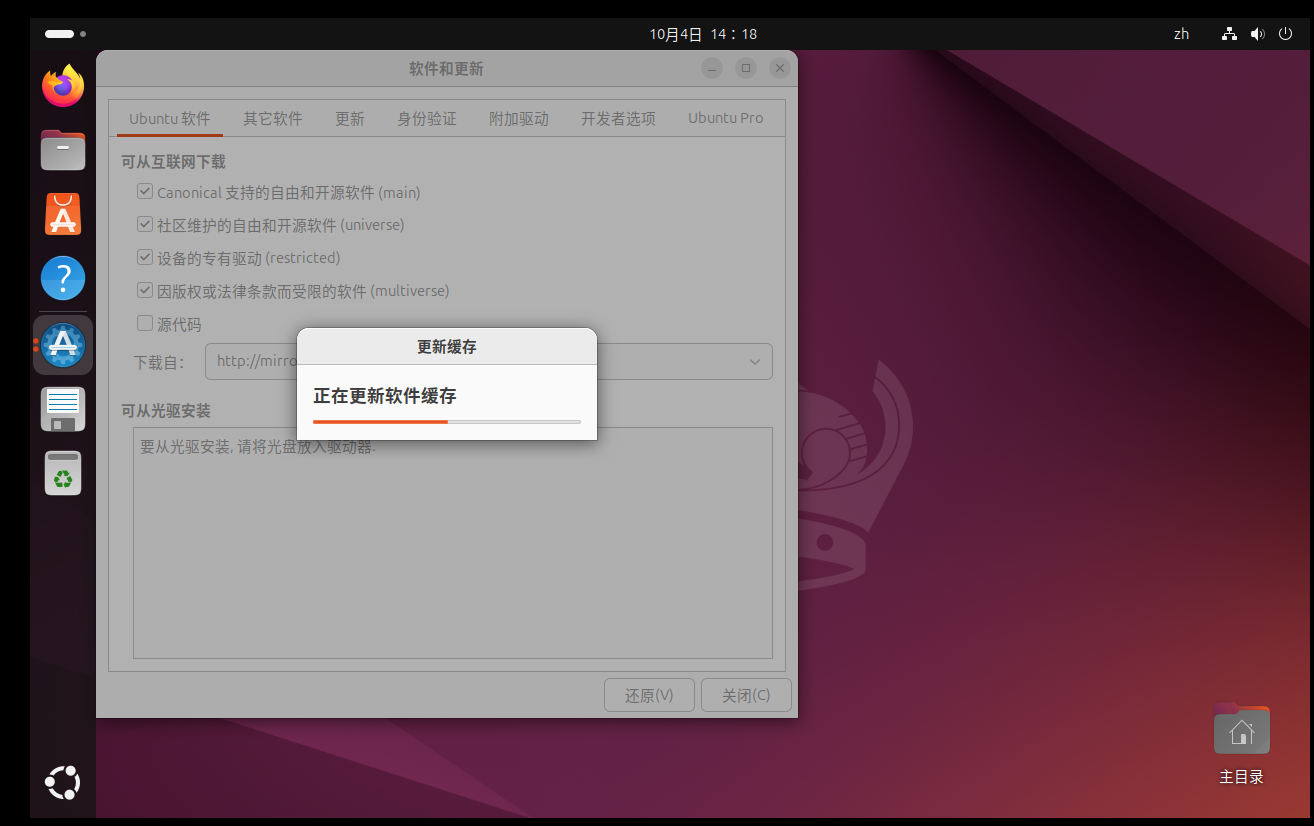 10月4日 14：18
zh
软件和更新
Ubuntu 软件 其它软件 更新 身份验证 附加驱动 开发者选项 Ubuntu Pro
可从互联网下载
Canonical 支持的自由和开源软件 (main)
社区维护的自由和开源软件 (universe)
设备的专有驱动 (restricted)
因版权或法律条款而受限的软件 (multiverse)
源代码
下载自：
http://mirro
更新缓存
正在更新软件缓存
可从光驱安装
要从光驱安装, 请将光盘放入驱动器.
还原(V)
关闭(C)
主目录